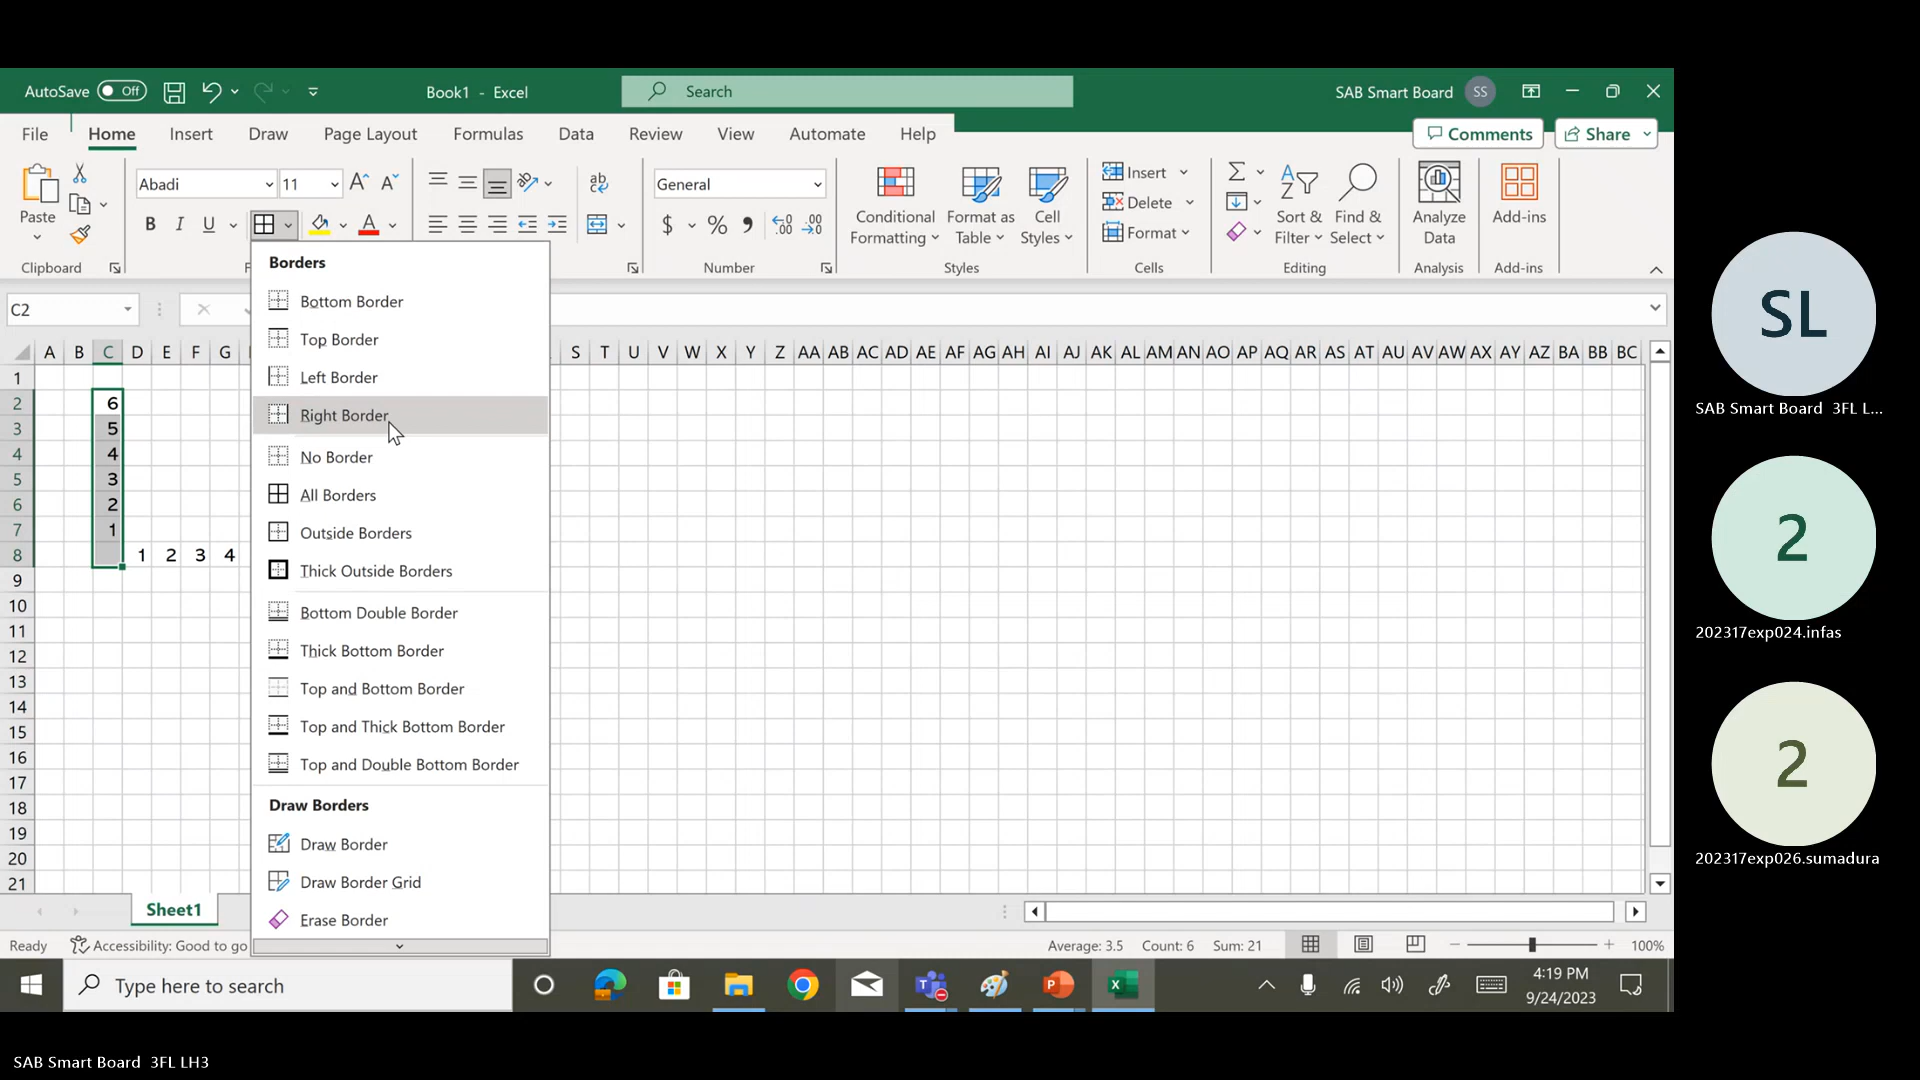 AutoSave Off Book1 - Excel Search SAB Smart Board SS
File Home Insert Draw Page Layout Formulas Data Review View Automate Help Comments Share
Abadi 11 ab General Insert
Paste Delete
B I U A $ % Format
Conditional Formatting
Format as Table
Cell Styles
Sort & Filter
Find & Select
Analyze Data
Add-ins
Clipboard Number Styles Cells Editing Analysis Add-ins
C2
A B C D E F G S T U V W X Y Z AA AB AC AD AE AF AG AH AI AJ AK AL AM AN AO AP AQ AR AS AT AU AV AW AX AY AZ BA BB BC
1
2 6
3 5
4 4
5 3
6 2
7 1
8 1 2 3 4
9
10
11
12
13
14
15
16
17
18
19
20
21
Borders
Bottom Border
Top Border
Left Border
Right Border
No Border
All Borders
Outside Borders
Thick Outside Borders
Bottom Double Border
Thick Bottom Border
Top and Bottom Border
Top and Thick Bottom Border
Top and Double Bottom Border
Draw Borders
Draw Border
Draw Border Grid
Erase Border
Sheet1
Ready Accessibility: Good to go Average: 3.5 Count: 6 Sum: 21 100%
Type here to search
4:19 PM
9/24/2023
SL
SAB Smart Board 3FL L...
2
202317exp024.infas
2
202317exp026.sumadura
SAB Smart Board 3FL LH3